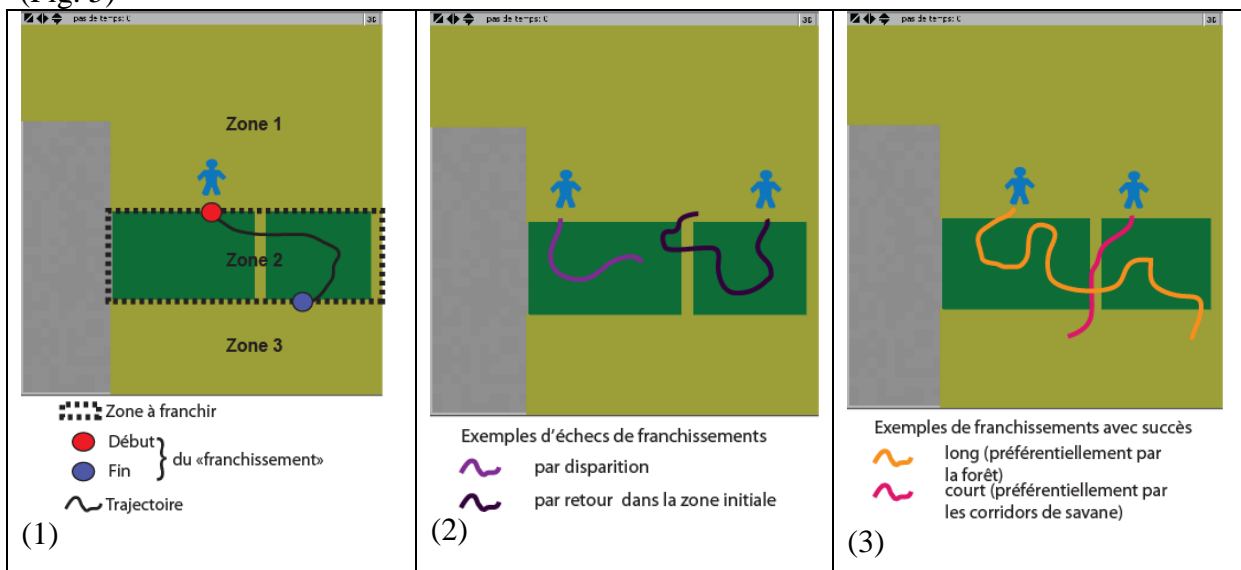 (Fig. 3)
pas de temps: 0
3D
Zone 1
Zone 2
Zone 3
Zone à franchir
Début
Fin
du «franchissement»
Trajectoire
(1)
pas de temps: 0
3D
Exemples d'échecs de franchissements
par disparition
par retour dans la zone initiale
(2)
pas de temps: 0
3D
Exemples de franchissements avec succès
long (préférentiellement par
la forêt)
court (préférentiellement par
les corridors de savane)
(3)